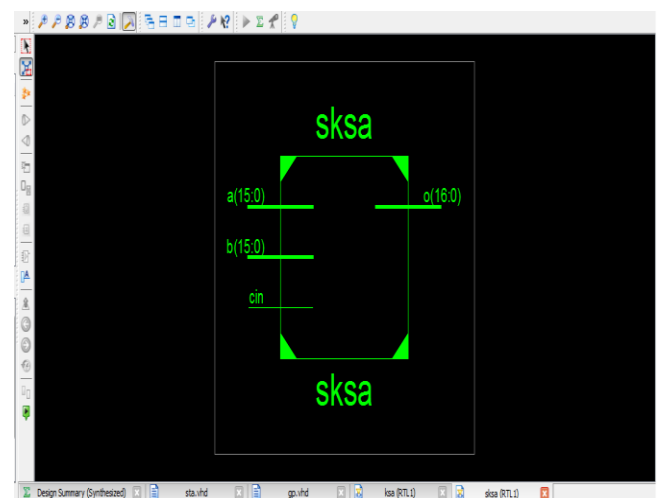 »
sksa
a(15:0) o(16:0)
b(15:0)
cin
sksa
Design Summary (Synthesized) sta.vhd gp.vhd ksa (RTL1) sksa (RTL1)